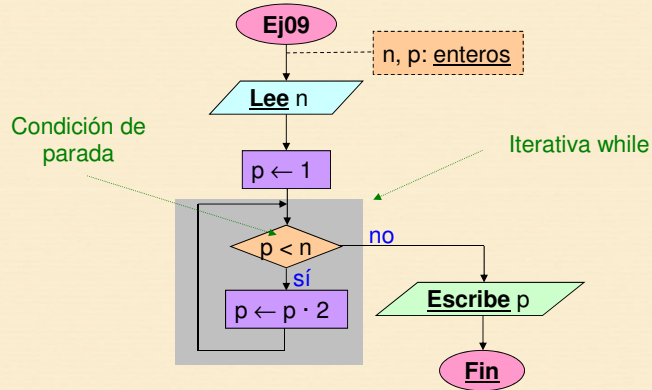 Ej09
n, p: enteros
Lee n
Condición de
parada
Iterativa while
p ← 1
p < n
no
sí
p ← p · 2
Escribe p
Fin